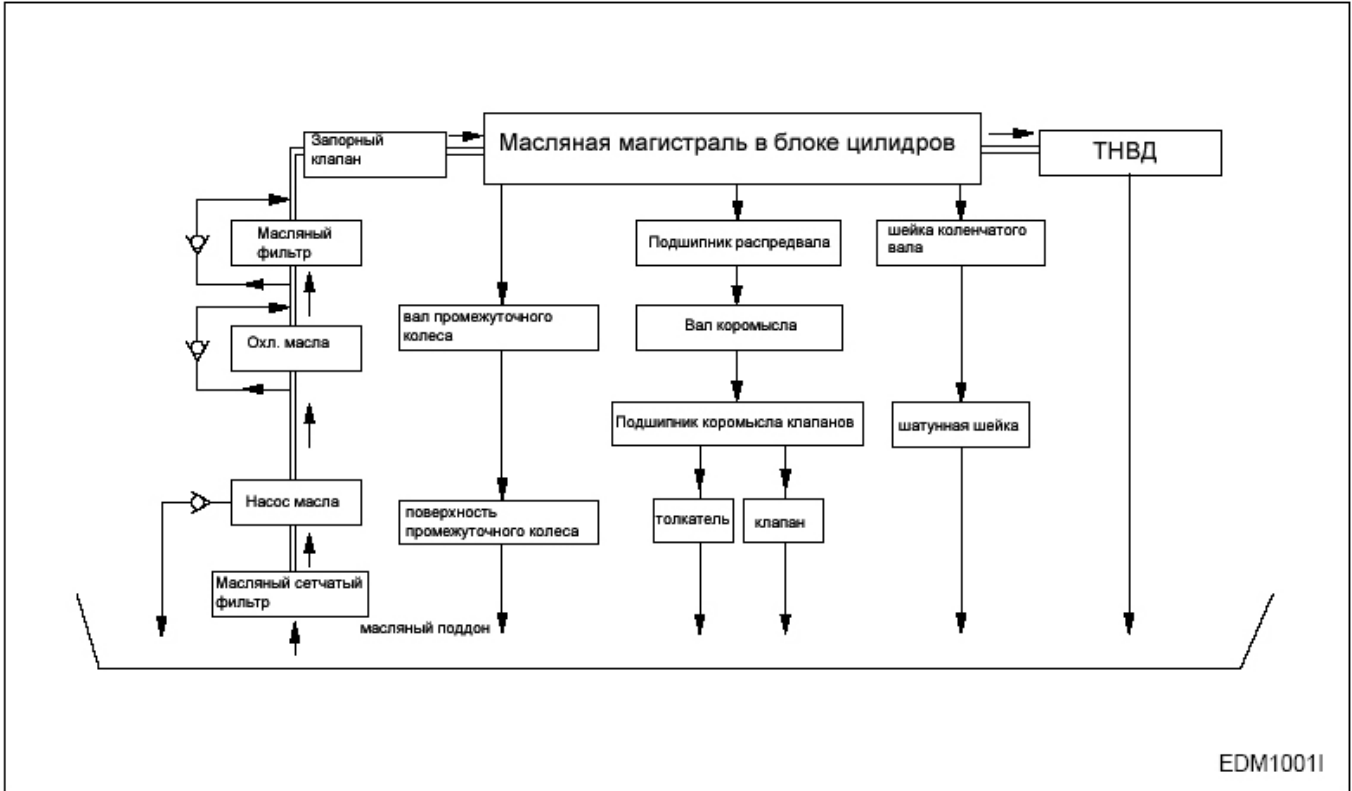 Запорный
клапан
Масляная магистраль в блоке цилидров
ТНВД
Масляный
фильтр
Подшипник распредвала
шейка коленчатого
вала
вал промежуточного
колеса
Вал коромысла
Охл. масла
Подшипник коромысла клапанов
шатунная шейка
Насос масла
поверхность
промежуточного колеса
толкатель
клапан
Масляный сетчатый
фильтр
масляный поддон
EDM1001I